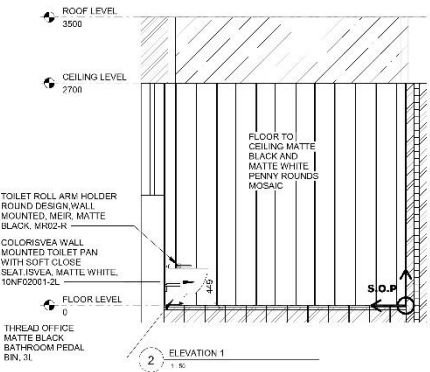 ROOF LEVEL
3500
CEILING LEVEL
2700
FLOOR TO
CEILING MATTE
BLACK AND
MATTE WHITE
PENNY ROUNDS
MOSAIC
TOILET ROLL ARM HOLDER
ROUND DESIGN,WALL
MOUNTED, MEIR, MATTE
BLACK, MR02-R
COLORISVEA WALL
MOUNTED TOILET PAN
WITH SOFT CLOSE
SEAT.ISVEA, MATTE WHITE,
10NF02001-2L
S.O.P
FLOOR LEVEL
0
THREAD OFFICE
MATTE BLACK
BATHROOM PEDAL
BIN, 3L
2
ELEVATION 1
1 : 50